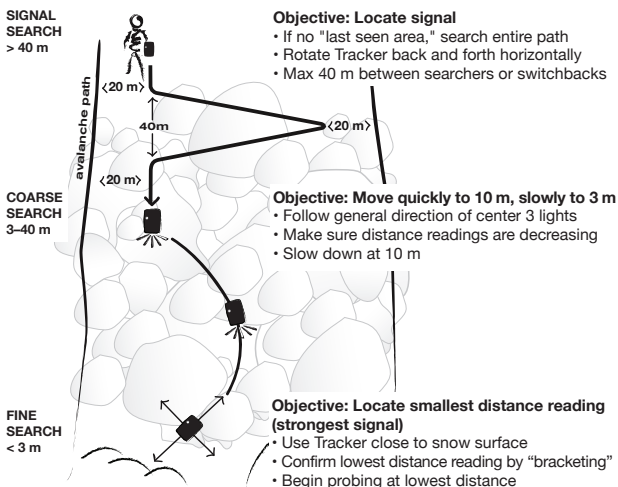 SIGNAL
SEARCH
> 40 m
Objective: Locate signal
• If no "last seen area," search entire path
• Rotate Tracker back and forth horizontally
• Max 40 m between searchers or switchbacks
avalanche path
‹20 m›
40m
‹20 m›
‹20 m›
COARSE
SEARCH
3–40 m
Objective: Move quickly to 10 m, slowly to 3 m
• Follow general direction of center 3 lights
• Make sure distance readings are decreasing
• Slow down at 10 m
FINE
SEARCH
< 3 m
Objective: Locate smallest distance reading
(strongest signal)
• Use Tracker close to snow surface
• Confirm lowest distance reading by “bracketing”
• Begin probing at lowest distance